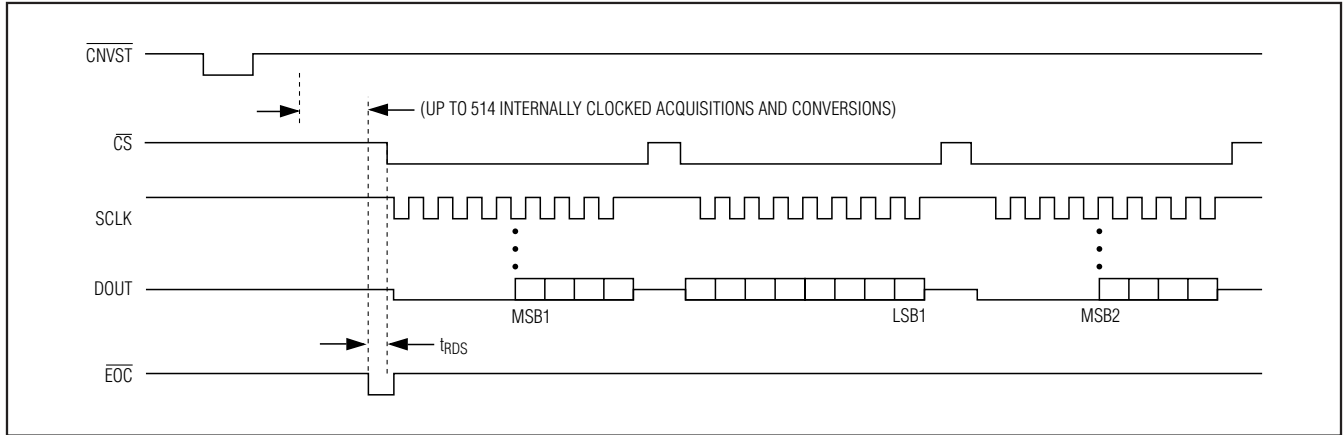 CNVST
(UP TO 514 INTERNALLY CLOCKED ACQUISITIONS AND CONVERSIONS)
CS
SCLK
DOUT
MSB1
LSB1
MSB2
tRDS
EOC